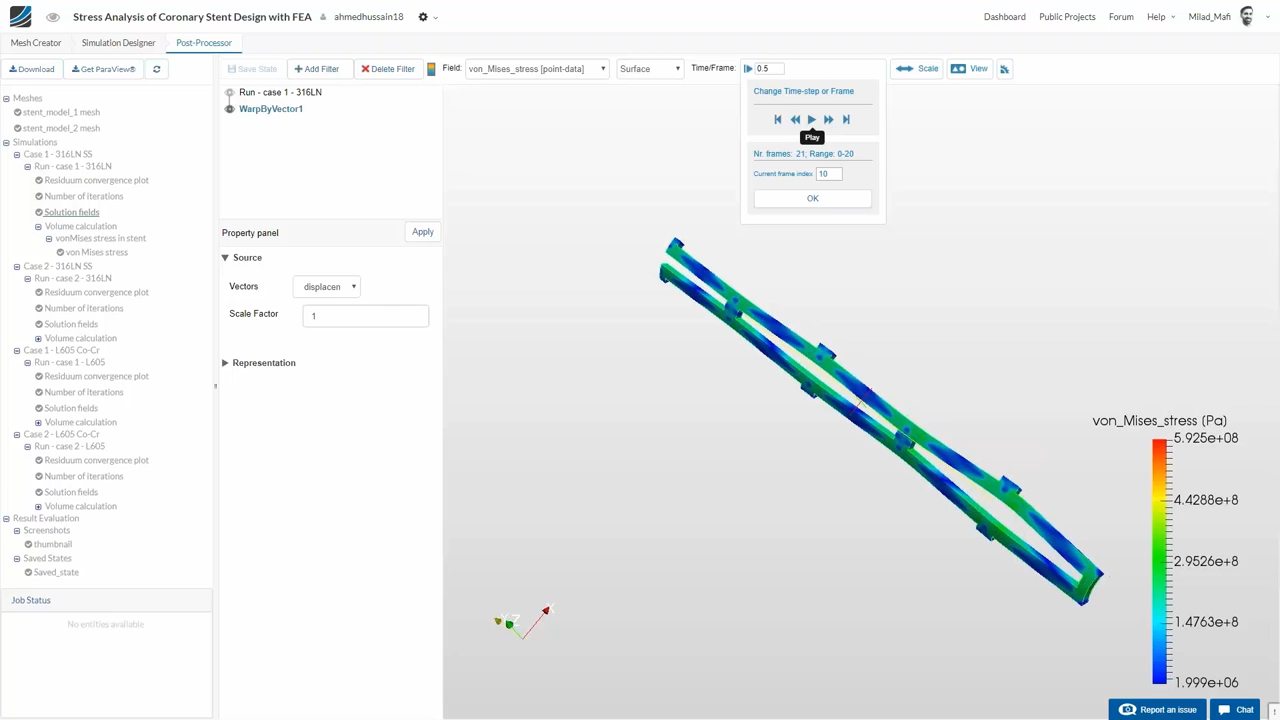 Stress Analysis of Coronary Stent Design with FEA
ahmedhussain18
Dashboard
Public Projects
Forum
Help
Milad_Mafi
Mesh Creator
Simulation Designer
Post-Processor
Download
Get ParaView®
Save State
Add Filter
Delete Filter
Field:
von_Mises_stress [point-data]
Surface
Time/Frame:
0.5
Scale
View
Meshes
stent_model_1 mesh
stent_model_2 mesh
Simulations
Case 1 - 316LN SS
Run - case 1 - 316LN
Residuum convergence plot
Number of iterations
Solution fields
Volume calculation
vonMises stress in stent
von Mises stress
Case 2 - 316LN SS
Run - case 2 - 316LN
Residuum convergence plot
Number of iterations
Solution fields
Volume calculation
Case 1 - L605 Co-Cr
Run - case 1 - L605
Residuum convergence plot
Number of iterations
Solution fields
Volume calculation
Case 2 - L605 Co-Cr
Run - case 2 - L605
Residuum convergence plot
Number of iterations
Solution fields
Volume calculation
Result Evaluation
Screenshots
thumbnail
Saved States
Saved_state
Job Status
No entities available
Run - case 1 - 316LN
WarpByVector1
Property panel
Apply
Source
Vectors
displacen
Scale Factor
1
Representation
Change Time-step or Frame
Play
Nr. frames: 21; Range: 0-20
Current frame index 10
OK
von_Mises_stress (Pa)
5.925e+08
4.4288e+8
2.9526e+8
1.4763e+8
1.999e+06
Report an issue
Chat